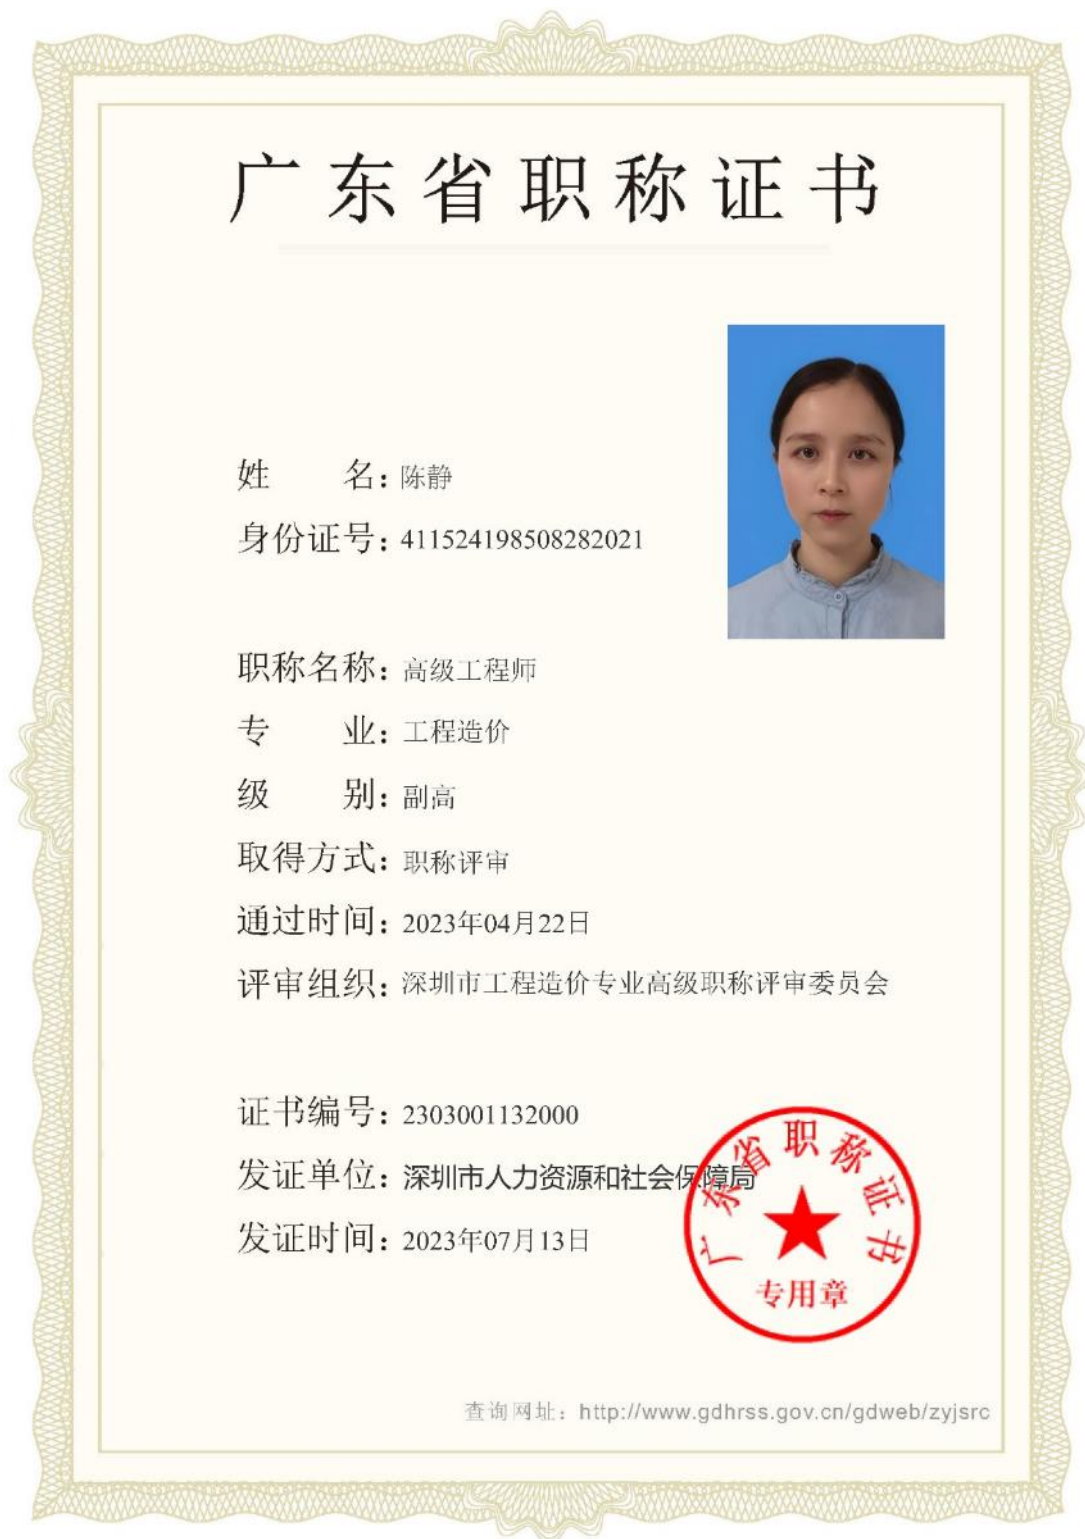 广东省职称证书
姓 名：陈静
身份证号：411524198508282021
职称名称：高级工程师
专 业：工程造价
级 别：副高
取得方式：职称评审
通过时间：2023年04月22日
评审组织：深圳市工程造价专业高级职称评审委员会
证书编号：2303001132000
发证单位：深圳市人力资源和社会保障局
发证时间：2023年07月13日
广东省职称证书
专用章
查询网址：http://www.gdhrss.gov.cn/gdweb/zyjsrc